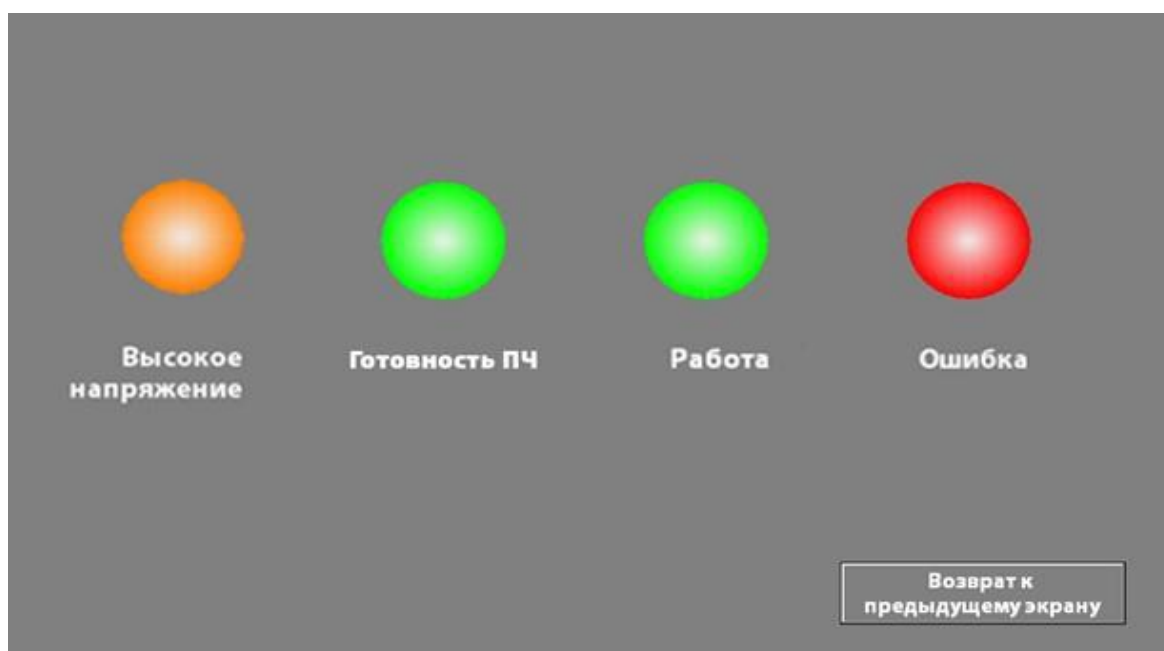 Высокое
напряжение
Готовность ПЧ
Работа
Ошибка
Возврат к
предыдущему экрану